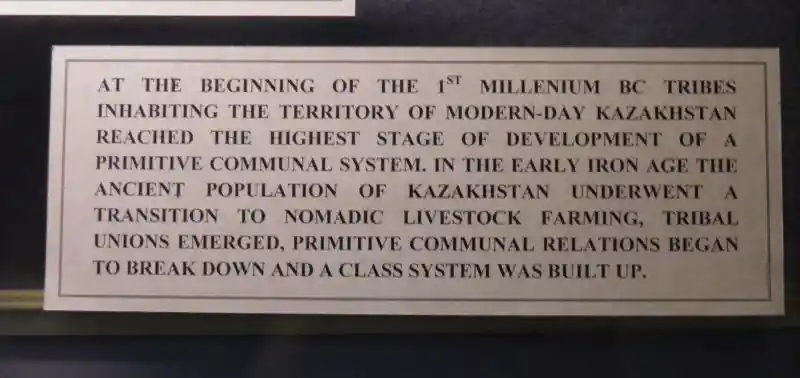 AT THE BEGINNING OF THE 1ST MILLENIUM BC TRIBES
INHABITING THE TERRITORY OF MODERN-DAY KAZAKHSTAN
REACHED THE HIGHEST STAGE OF DEVELOPMENT OF A
PRIMITIVE COMMUNAL SYSTEM. IN THE EARLY IRON AGE THE
ANCIENT POPULATION OF KAZAKHSTAN UNDERWENT A
TRANSITION TO NOMADIC LIVESTOCK FARMING, TRIBAL
UNIONS EMERGED, PRIMITIVE COMMUNAL RELATIONS BEGAN
TO BREAK DOWN AND A CLASS SYSTEM WAS BUILT UP.